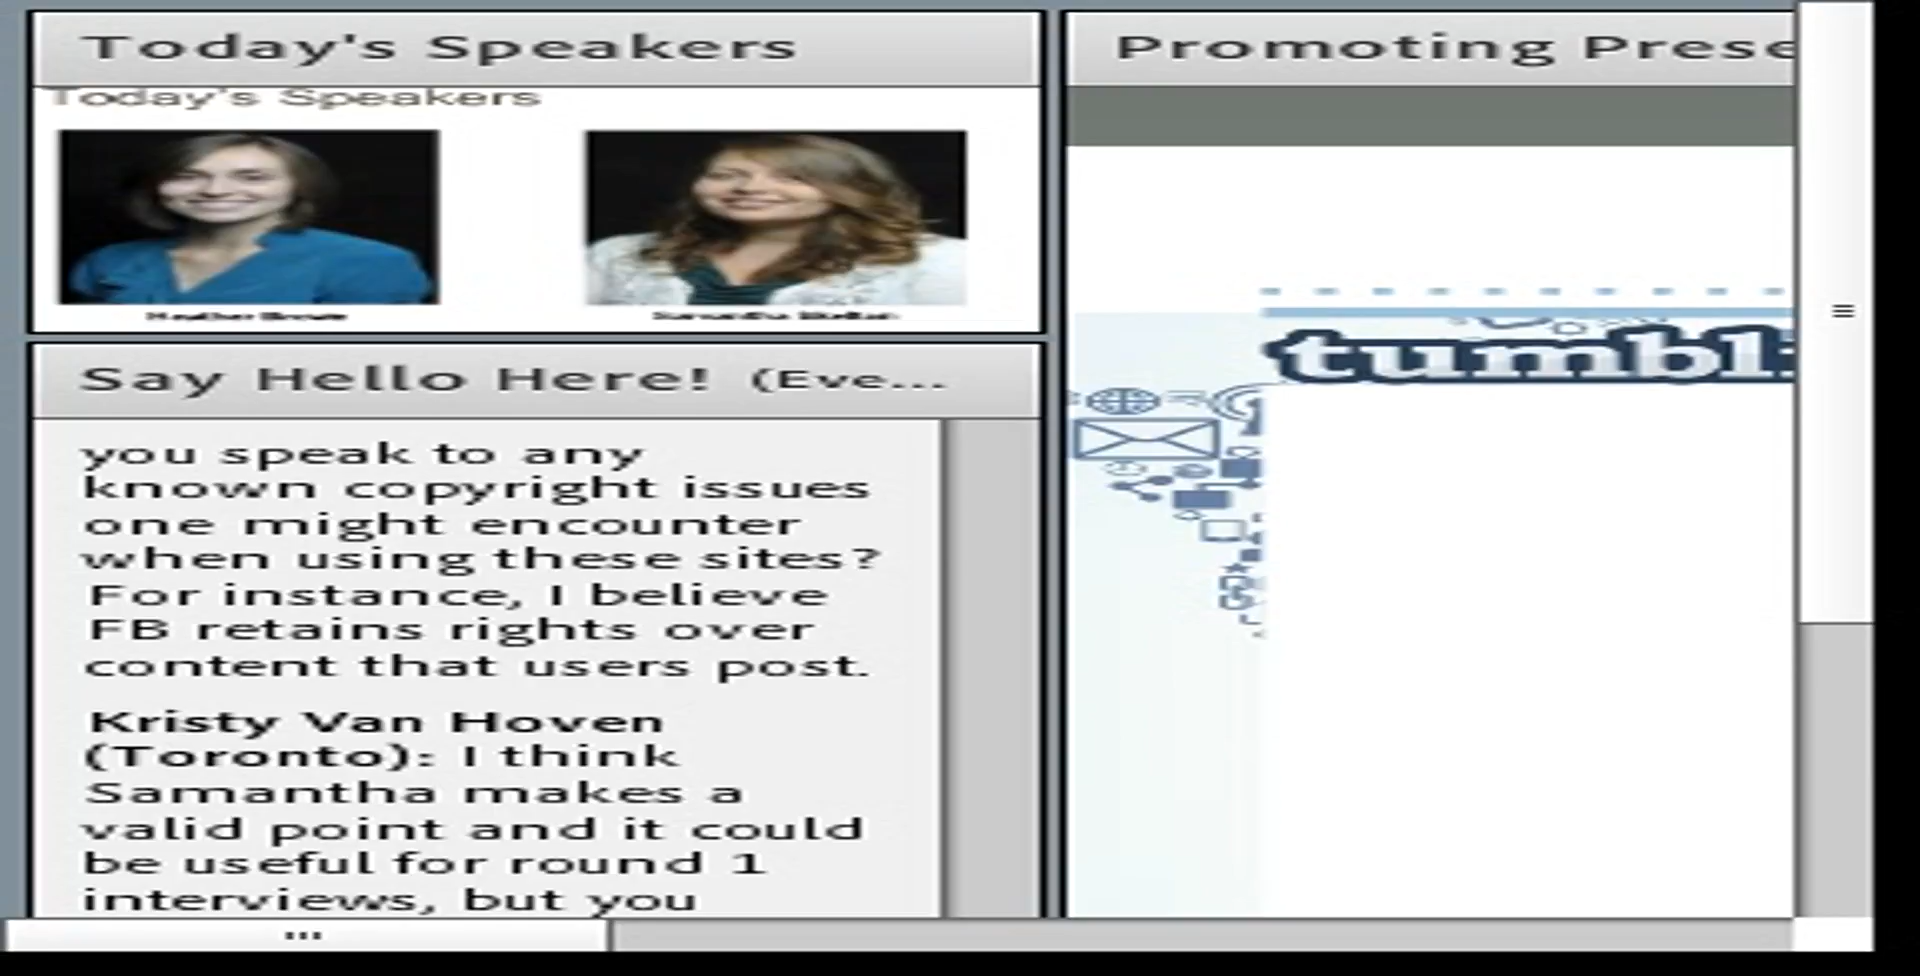 Today's Speakers
Today's Speakers
Heather
Samantha
Say Hello Here! (Eve...
you speak to any
known copyright issues
one might encounter
when using these sites?
For instance, I believe
FB retains rights over
content that users post.
Kristy Van Hoven
(Toronto): I think
Samantha makes a
valid point and it could
be useful for round 1
interviews, but you
Promoting Prese
tumbl